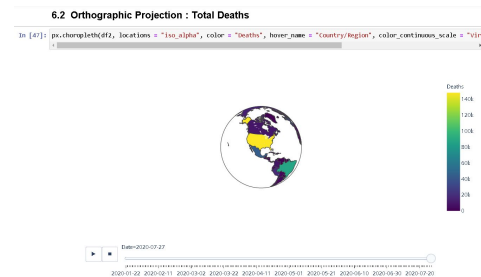 6.2 Orthographic Projection : Total Deaths
In [47]: px.choropleth(df2, locations = "iso_alpha", color = "Deaths", hover_name = "Country/Region", color_continuous_scale = "Vir
Deaths
140k
120k
100k
80k
60k
40k
20k
0
Date=2020-07-27
2020-01-22 2020-02-11 2020-03-02 2020-03-22 2020-04-11 2020-05-01 2020-05-21 2020-06-10 2020-06-30 2020-07-20